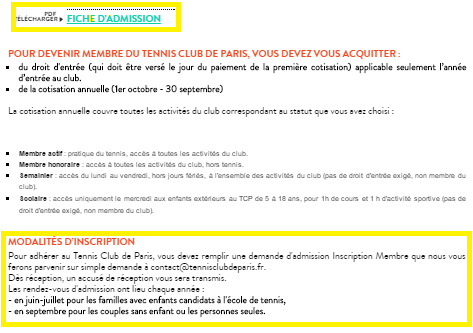 PDF
TÉLÉCHARGER
FICHE D'ADMISSION
POUR DEVENIR MEMBRE DU TENNIS CLUB DE PARIS, VOUS DEVEZ VOUS ACQUITTER :
du droit d'entrée (qui doit être versé le jour du paiement de la première cotisation) applicable seulement l'année
d'entrée au club.
de la cotisation annuelle (1er octobre - 30 septembre)
La cotisation annuelle couvre toutes les activités du club correspondant au statut que vous avez choisi :
Membre actif : pratique du tennis, accès à toutes les activités du club.
Membre honoraire : accès à toutes les activités du club, hors tennis.
Semainier : accès du lundi au vendredi, hors jours fériés, à l'ensemble des activités du club (pas de droit d'entrée exigé, non membre du
club).
Scolaire : accès uniquement le mercredi aux enfants extérieurs au TCP de 5 à 18 ans, pour 1h de cours et 1 h d'activité sportive (pas de
droit d'entrée exigé, non membre du club).
MODALITÉS D'INSCRIPTION
Pour adhérer au Tennis Club de Paris, vous devez remplir une demande d'admission Inscription Membre que nous vous
ferons parvenir sur simple demande à contact@tennisclubdeparis.fr.
Dès réception, un accusé de réception vous sera transmis.
Les rendez-vous d'admission ont lieu chaque année :
- en juin-juillet pour les familles avec enfants candidats à l'école de tennis,
- en septembre pour les couples sans enfant ou les personnes seules.